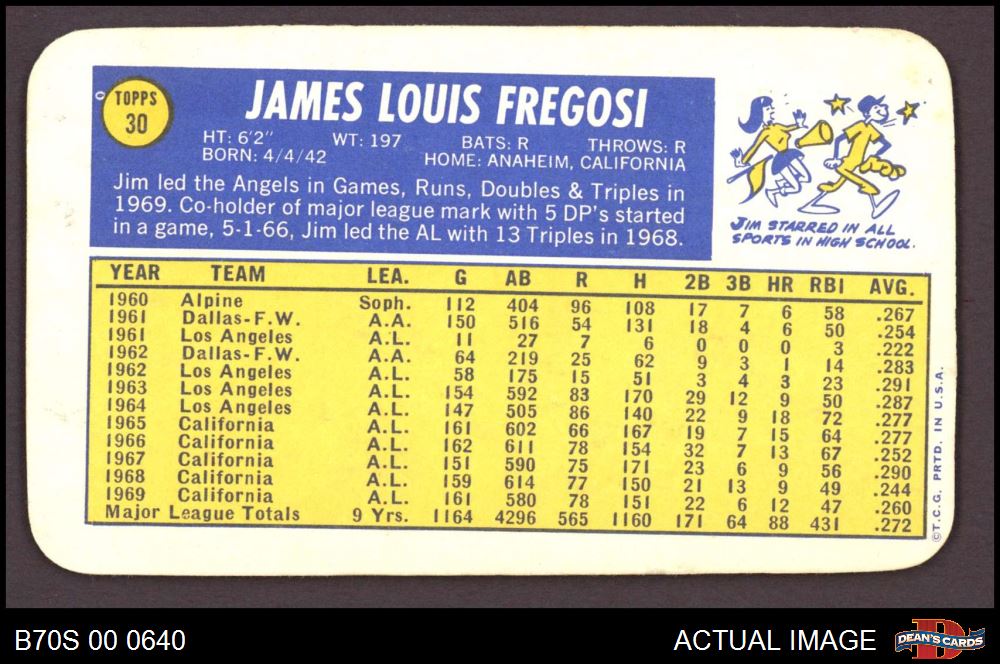 TOPPS
30
JAMES LOUIS FREGOSI
HT: 6'2" WT: 197 BATS: R THROWS: R
BORN: 4/4/42 HOME: ANAHEIM, CALIFORNIA
Jim led the Angels in Games, Runs, Doubles & Triples in
1969. Co-holder of major league mark with 5 DP's started
in a game, 5-1-66, Jim led the AL with 13 Triples in 1968.
JIM STARRED IN ALL
SPORTS IN HIGH SCHOOL.
YEAR TEAM LEA. G AB R H 2B 3B HR RBI AVG.
1960 Alpine Soph. 112 404 96 108 17 7 6 58 .267
1961 Dallas-F.W. A.A. 150 516 54 131 18 4 6 50 .254
1961 Los Angeles A.L. 11 27 7 6 0 0 0 3 .222
1962 Dallas-F.W. A.A. 64 219 25 62 9 3 1 14 .283
1962 Los Angeles A.L. 58 175 15 51 3 4 3 23 .291
1963 Los Angeles A.L. 154 592 83 170 29 12 9 50 .287
1964 Los Angeles A.L. 147 505 86 140 22 9 18 72 .277
1965 California A.L. 161 602 66 167 19 7 15 64 .277
1966 California A.L. 162 611 78 154 32 7 13 67 .252
1967 California A.L. 151 590 75 171 23 6 9 56 .290
1968 California A.L. 159 614 77 150 21 13 9 49 .244
1969 California A.L. 161 580 78 151 22 6 12 47 .260
Major League Totals 9 Yrs. 1164 4296 565 1160 171 64 88 431 .272
©T.C.G. PRTD. IN U.S.A.
B70S 00 0640
ACTUAL IMAGE
DEAN'S CARDS